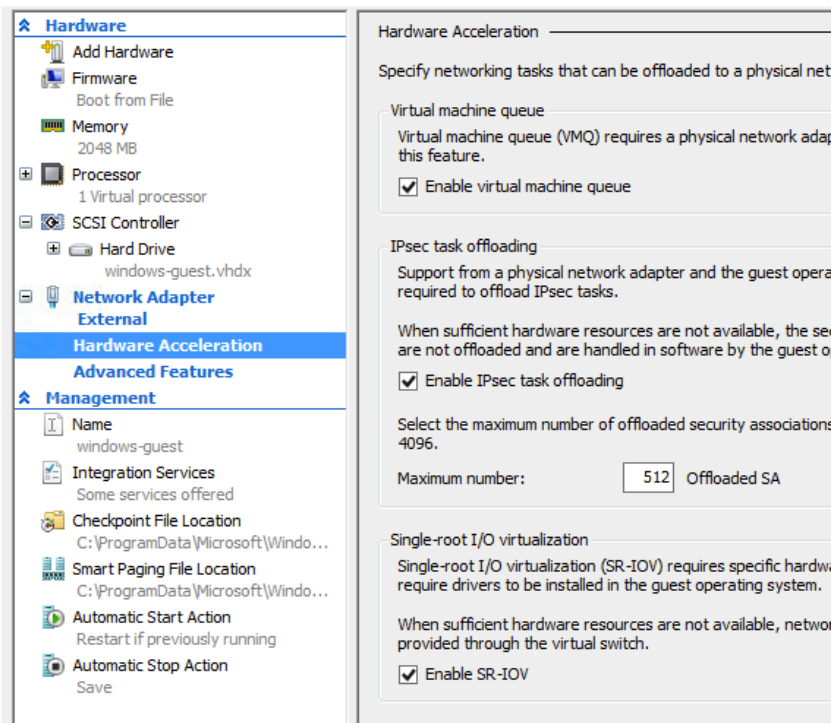 Hardware
Add Hardware
Firmware
Boot from File
Memory
2048 MB
Processor
1 Virtual processor
SCSI Controller
Hard Drive
windows-guest.vhdx
Network Adapter
External
Hardware Acceleration
Advanced Features
Management
Name
windows-guest
Integration Services
Some services offered
Checkpoint File Location
C:\ProgramData\Microsoft\Windo...
Smart Paging File Location
C:\ProgramData\Microsoft\Windo...
Automatic Start Action
Restart if previously running
Automatic Stop Action
Save
Hardware Acceleration
Specify networking tasks that can be offloaded to a physical net
Virtual machine queue
Virtual machine queue (VMQ) requires a physical network adap
this feature.
Enable virtual machine queue
IPsec task offloading
Support from a physical network adapter and the guest opera
required to offload IPsec tasks.
When sufficient hardware resources are not available, the sec
are not offloaded and are handled in software by the guest o
Enable IPsec task offloading
Select the maximum number of offloaded security associations
4096.
Maximum number: 512 Offloaded SA
Single-root I/O virtualization
Single-root I/O virtualization (SR-IOV) requires specific hardwa
require drivers to be installed in the guest operating system.
When sufficient hardware resources are not available, networ
provided through the virtual switch.
Enable SR-IOV